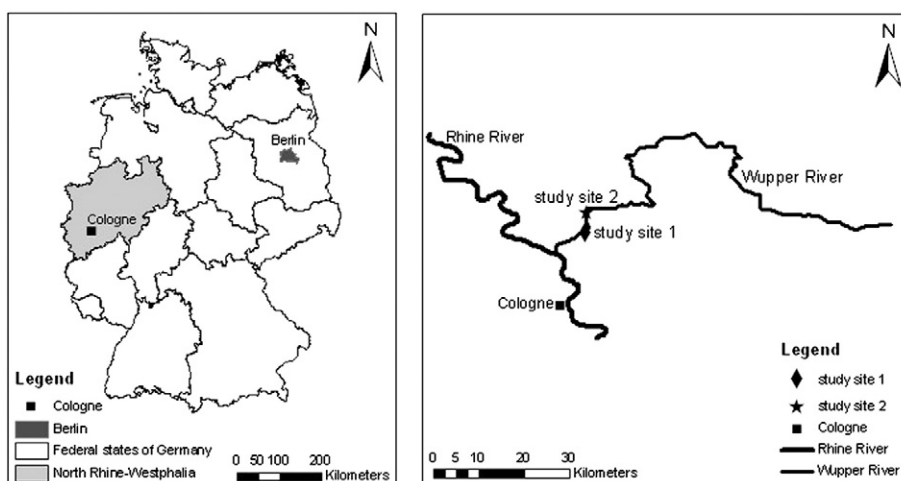 N
Berlin
Cologne
Legend
Cologne
Berlin
Federal states of Germany
North Rhine-Westphalia
0 50 100 200
Kilometers
N
Rhine River
Wupper River
study site 2
study site 1
Cologne
Legend
study site 1
study site 2
Cologne
Rhine River
Wupper River
0 5 10 20 30
Kilometers